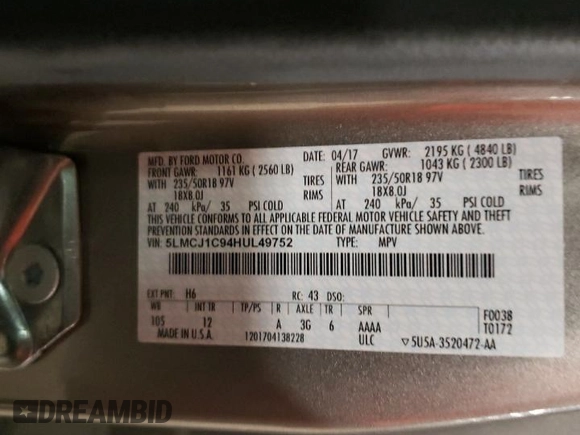 MFD. BY FORD MOTOR CO.
DATE: 04/17 GVWR: 2195 KG ( 4840 LB)
FRONT GAWR: 1161 KG ( 2560 LB) REAR GAWR: 1043 KG ( 2300 LB)
WITH 235/50R18 97V TIRES WITH 235/50R18 97V TIRES
18X8.0J RIMS 18X8.0J RIMS
AT 240 kPa/ 35 PSI COLD AT 240 kPa/ 35 PSI COLD
THIS VEHICLE CONFORMS TO ALL APPLICABLE FEDERAL MOTOR VEHICLE SAFETY AND THEFT
PREVENTION STANDARDS IN EFFECT ON THE DATE OF MANUFACTURE SHOWN ABOVE.
VIN: 5LMCJ1C94HUL49752 TYPE: MPV
EXT PNT: H6 RC: 43 DSO:
WB INT TR TP/PS R AXLE TR SPR F0038
105 12 A 3G 6 AAAA T0172
MADE IN U.S.A. 1201704138228 ULC ▽5U5A-3520472-AA
DREAMBID